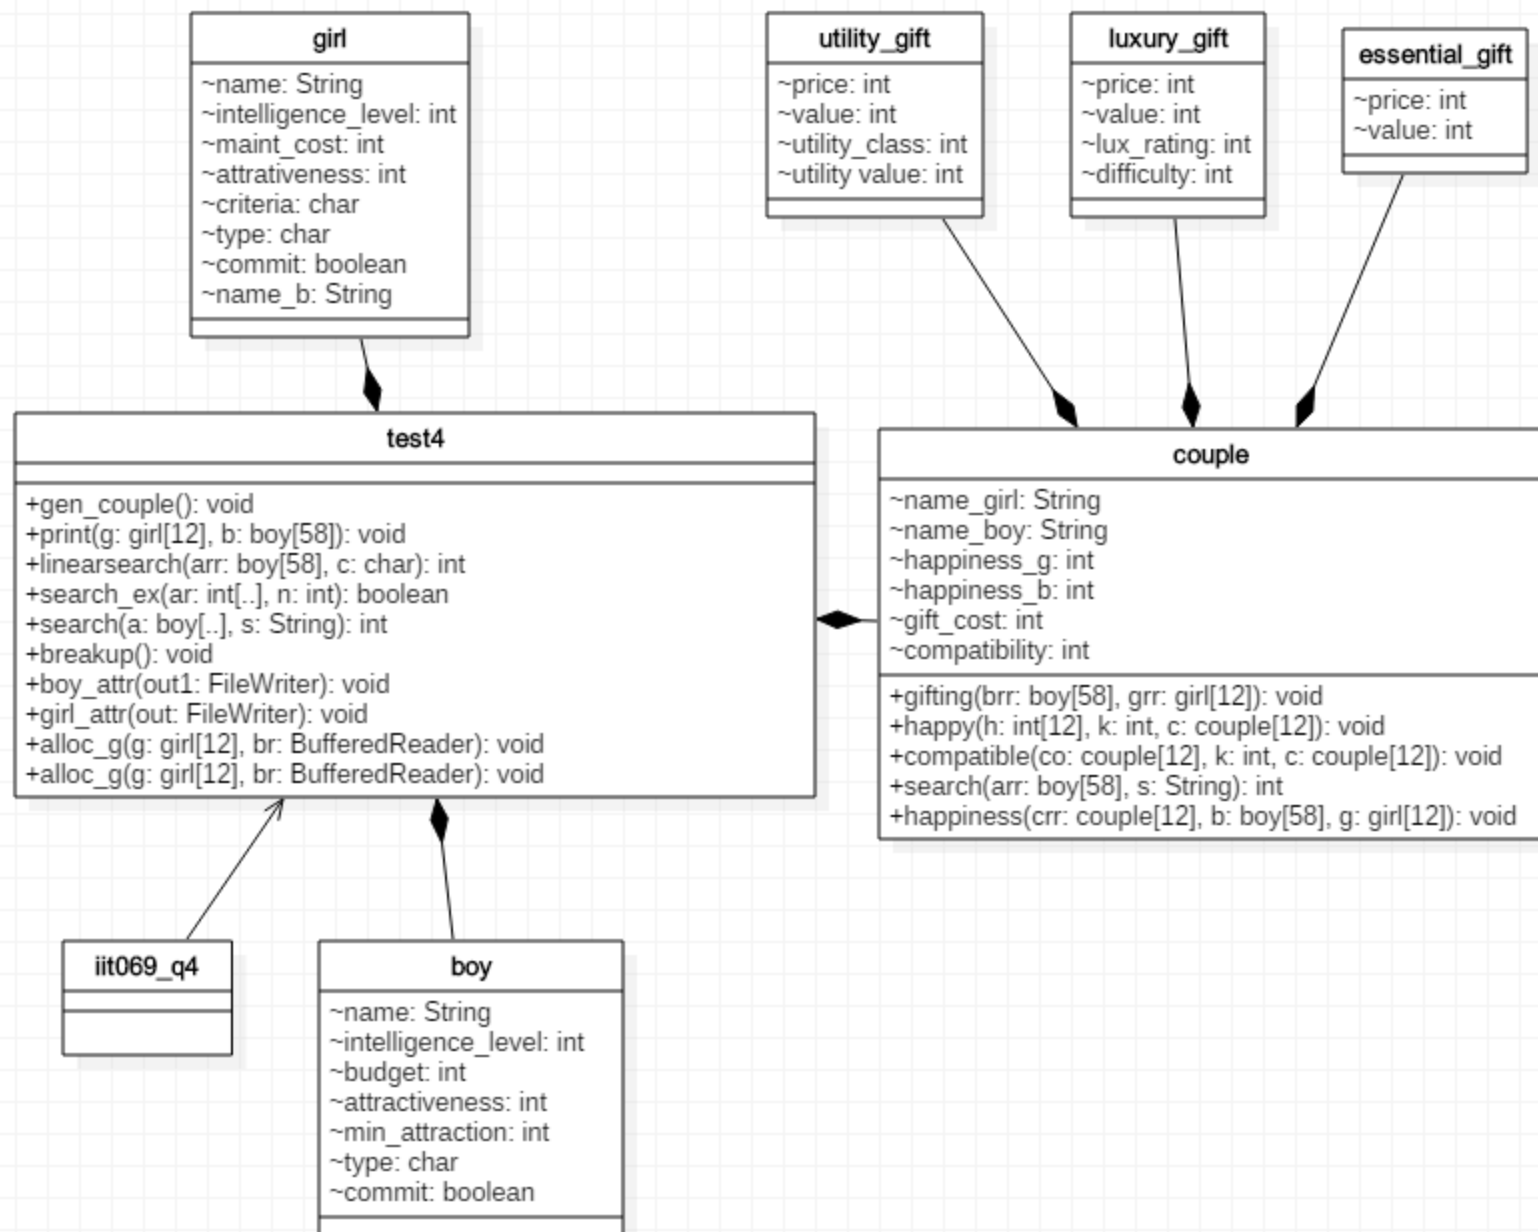 girl
~name: String
~intelligence_level: int
~maint_cost: int
~attrativeness: int
~criteria: char
~type: char
~commit: boolean
~name_b: String
utility_gift
~price: int
~value: int
~utility_class: int
~utility value: int
luxury_gift
~price: int
~value: int
~lux_rating: int
~difficulty: int
essential_gift
~price: int
~value: int
test4
+gen_couple(): void
+print(g: girl[12], b: boy[58]): void
+linearsearch(arr: boy[58], c: char): int
+search_ex(ar: int[..], n: int): boolean
+search(a: boy[..], s: String): int
+breakup(): void
+boy_attr(out1: FileWriter): void
+girl_attr(out: FileWriter): void
+alloc_g(g: girl[12], br: BufferedReader): void
+alloc_g(g: girl[12], br: BufferedReader): void
couple
~name_girl: String
~name_boy: String
~happiness_g: int
~happiness_b: int
~gift_cost: int
~compatibility: int
+gifting(brr: boy[58], grr: girl[12]): void
+happy(h: int[12], k: int, c: couple[12]): void
+compatible(co: couple[12], k: int, c: couple[12]): void
+search(arr: boy[58], s: String): int
+happiness(crr: couple[12], b: boy[58], g: girl[12]): void
iit069_q4
boy
~name: String
~intelligence_level: int
~budget: int
~attractiveness: int
~min_attraction: int
~type: char
~commit: boolean